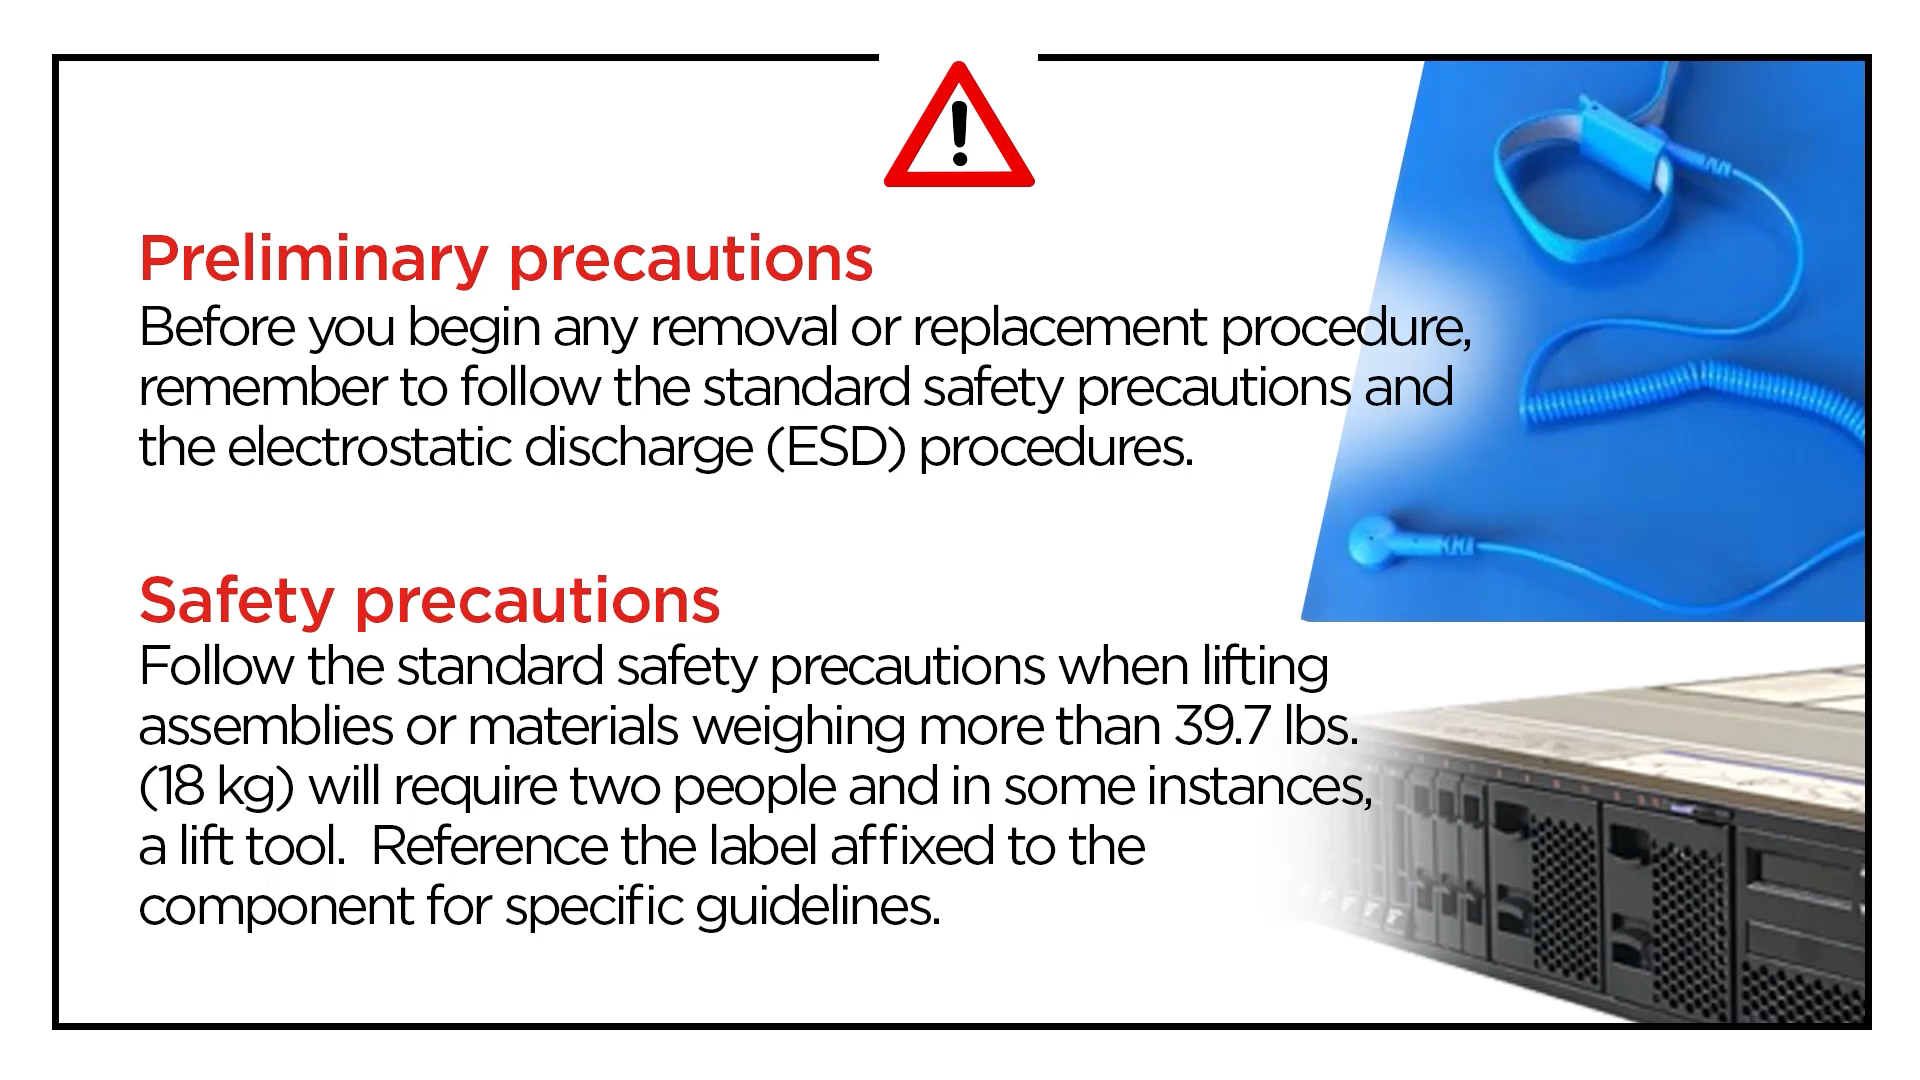 Preliminary precautions
Before you begin any removal or replacement procedure,
remember to follow the standard safety precautions and
the electrostatic discharge (ESD) procedures.
Safety precautions
Follow the standard safety precautions when lifting
assemblies or materials weighing more than 39.7 lbs.
(18 kg) will require two people and in some instances,
a lift tool.  Reference the label affixed to the
component for specific guidelines.